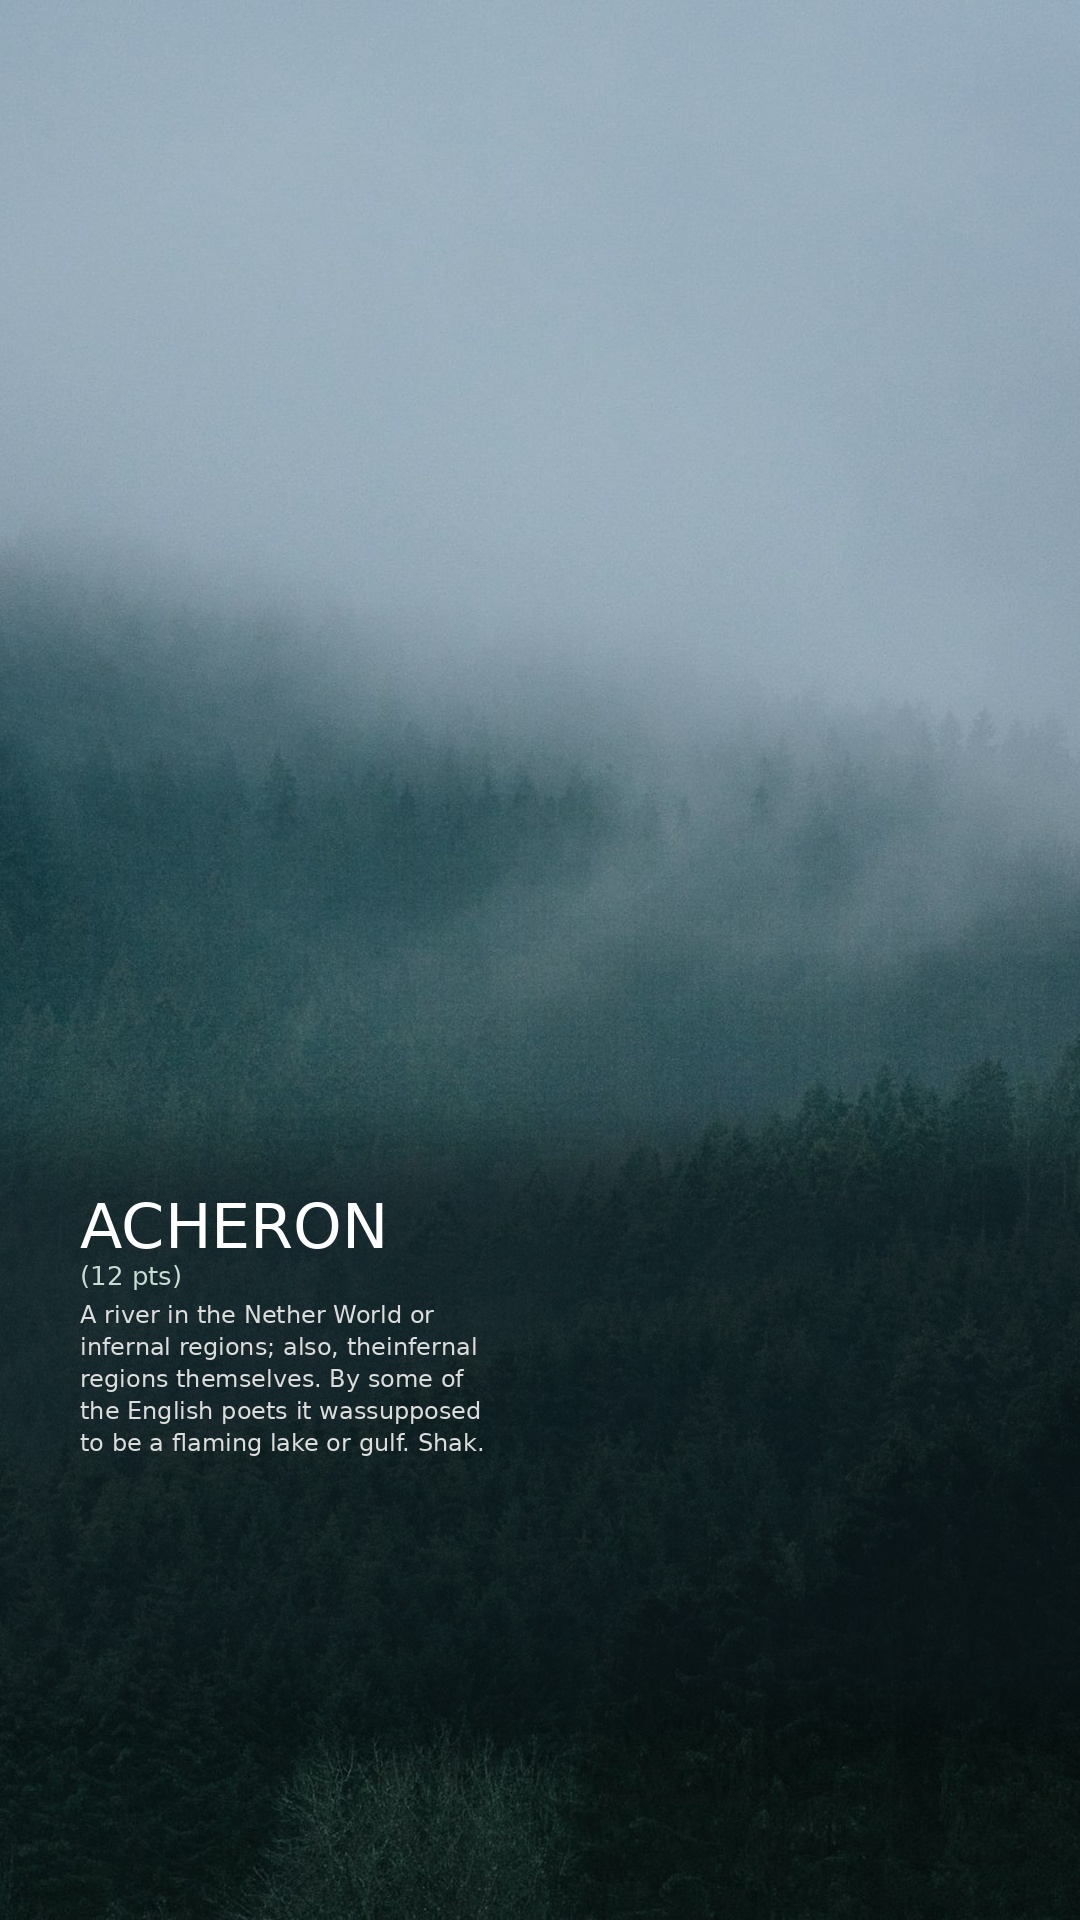 ACHERON
(12 pts)
A river in the Nether World or
infernal regions; also, theinfernal
regions themselves. By some of
the English poets it wassupposed
to be a flaming lake or gulf. Shak.